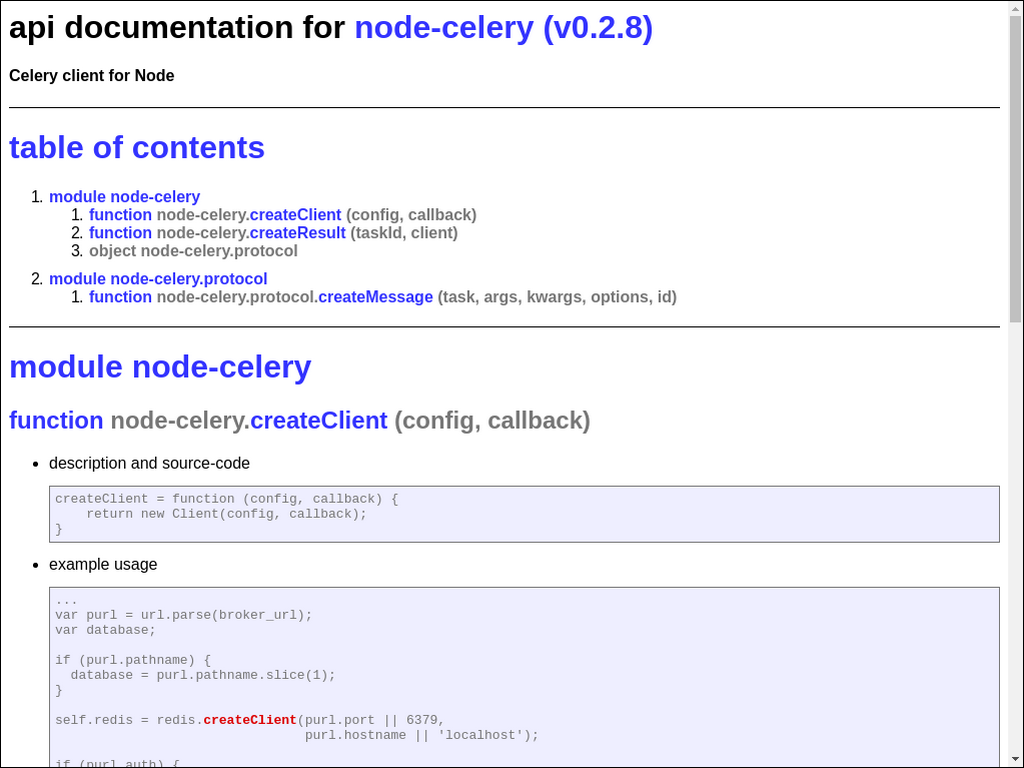 api documentation for node-celery (v0.2.8)
Celery client for Node
table of contents
1. module node-celery
1. function node-celery.createClient (config, callback)
2. function node-celery.createResult (taskId, client)
3. object node-celery.protocol
2. module node-celery.protocol
1. function node-celery.protocol.createMessage (task, args, kwargs, options, id)
module node-celery
function node-celery.createClient (config, callback)
• description and source-code
createClient = function (config, callback) {
    return new Client(config, callback);
}
• example usage
...
var purl = url.parse(broker_url);
var database;
if (purl.pathname) {
  database = purl.pathname.slice(1);
}
self.redis = redis.createClient(purl.port || 6379,
                                purl.hostname || 'localhost');
if (purl.auth) {